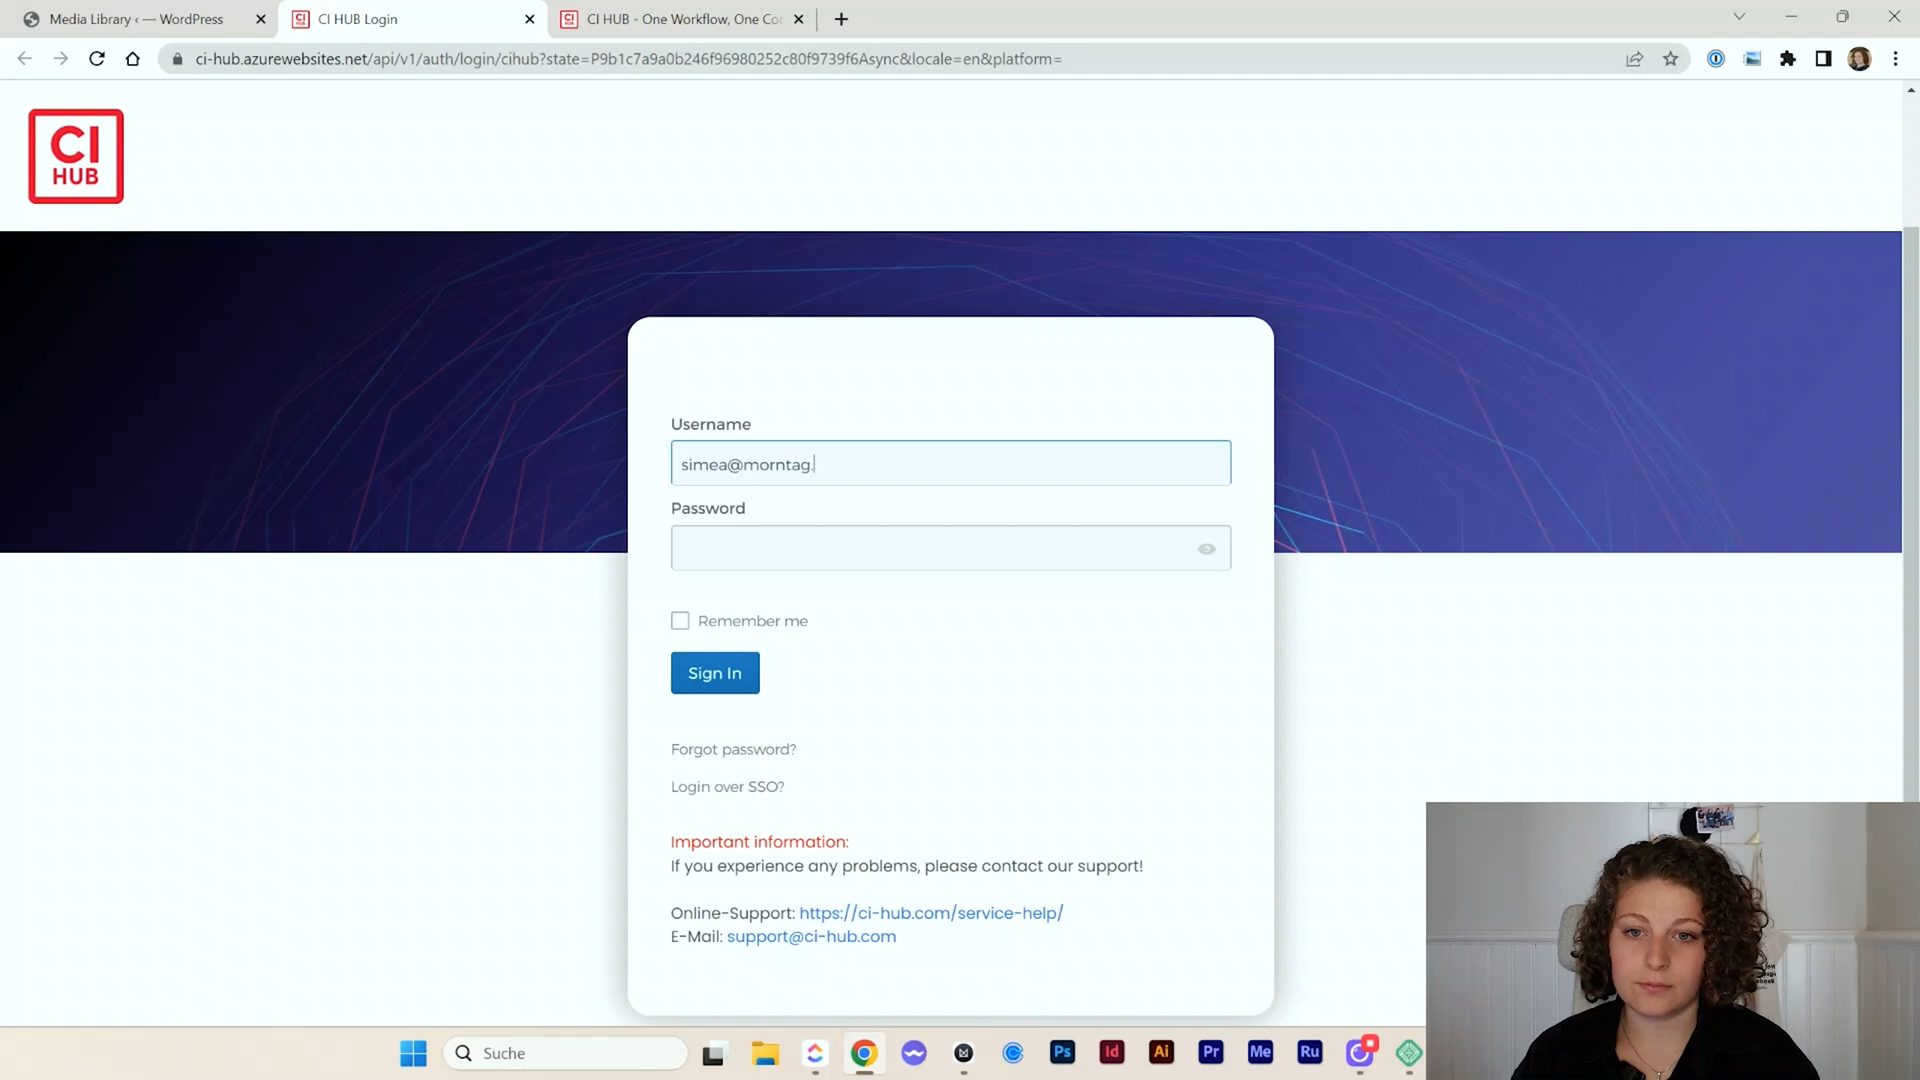 Media Library ‹ — WordPress
CI HUB Login
CI HUB - One Workflow, One Co
ci-hub.azurewebsites.net/api/v1/auth/login/cihub?state=P9b1c7a9a0b246f96980252c80f9739f6Async&locale=en&platform=
CI
HUB
Username
simea@morntag.
Password
Remember me
Sign In
Forgot password?
Login over SSO?
Important information:
If you experience any problems, please contact our support!
Online-Support: https://ci-hub.com/service-help/
E-Mail: support@ci-hub.com
Suche
Ps
Id
Ai
Pr
Me
Ru